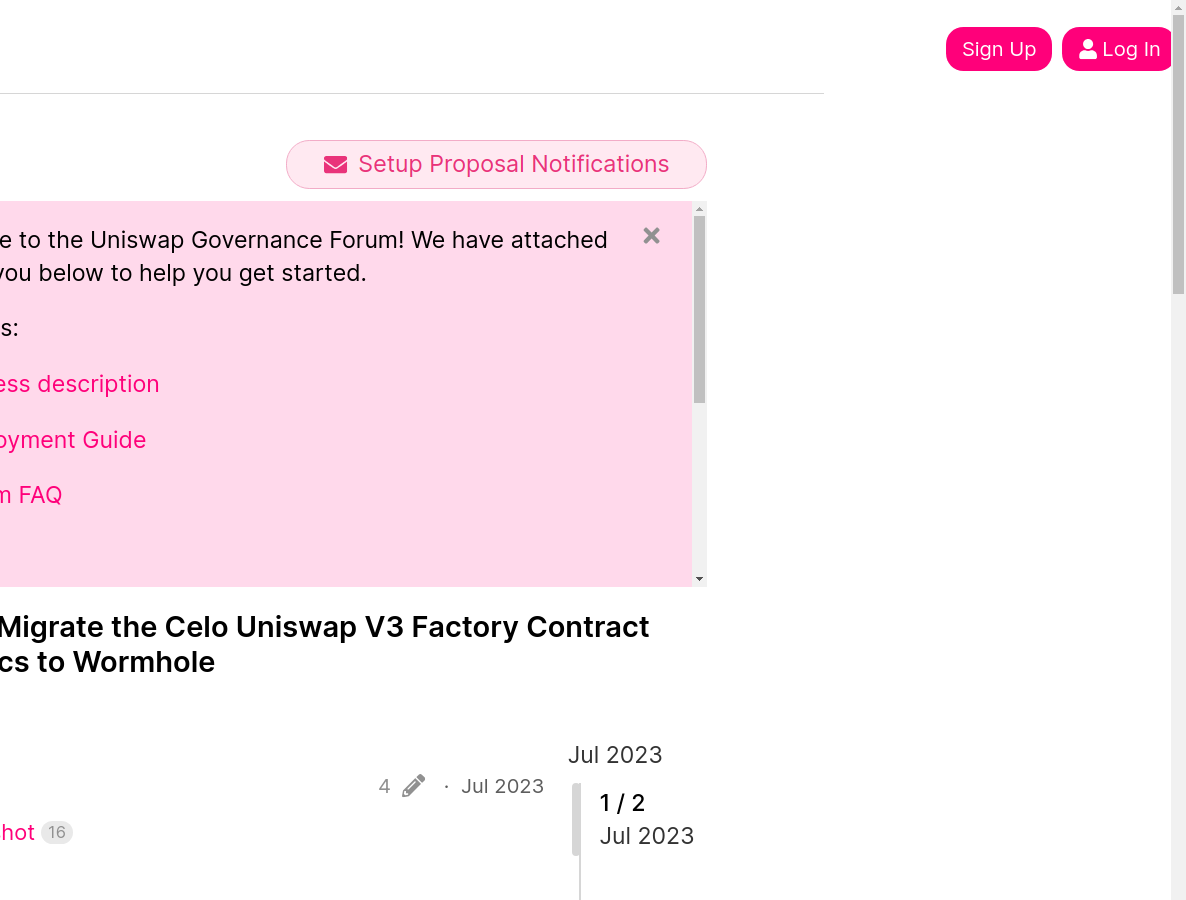 Sign Up
Log In
Setup Proposal Notifications
e to the Uniswap Governance Forum! We have attached
you below to help you get started.
s:
ess description
oyment Guide
m FAQ
Migrate the Celo Uniswap V3 Factory Contract
cs to Wormhole
Jul 2023
4 · Jul 2023
1 / 2
Jul 2023
hot 16